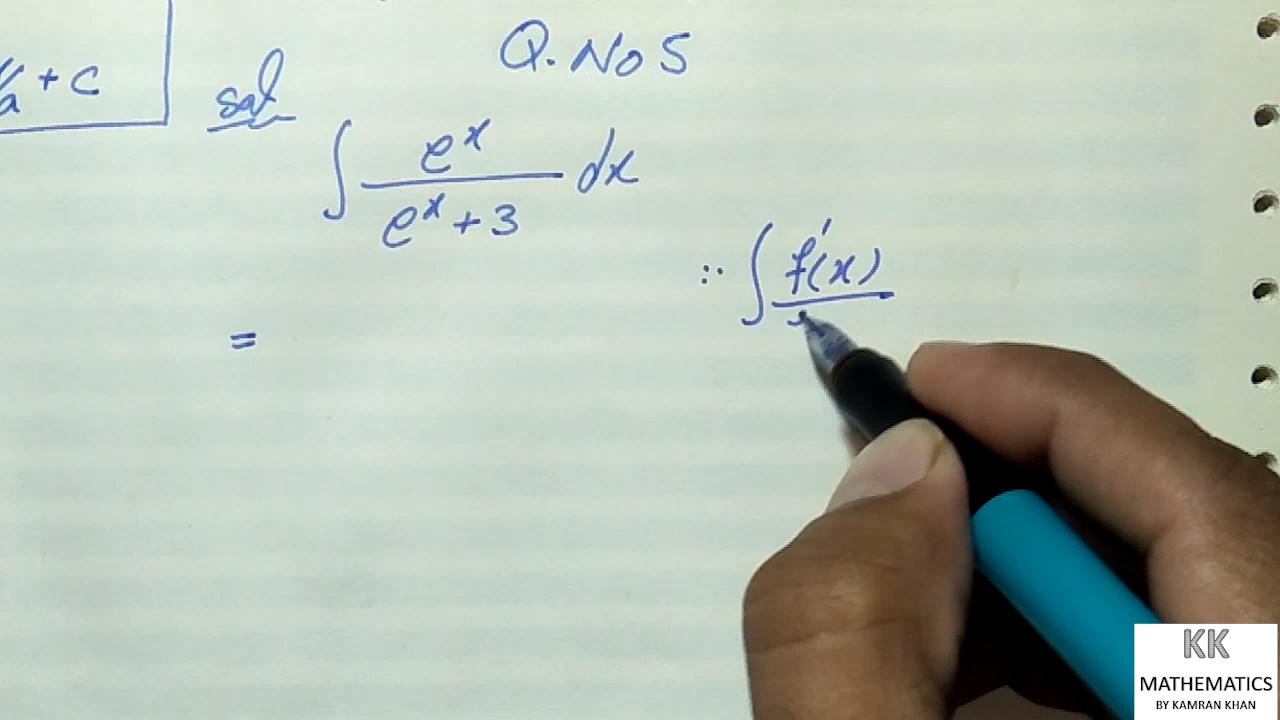 Q. No 5
/a + c
sol
∫ e^x / (e^x + 3) dx
∵ ∫ f'(x)
=
KK
MATHEMATICS
BY KAMRAN KHAN